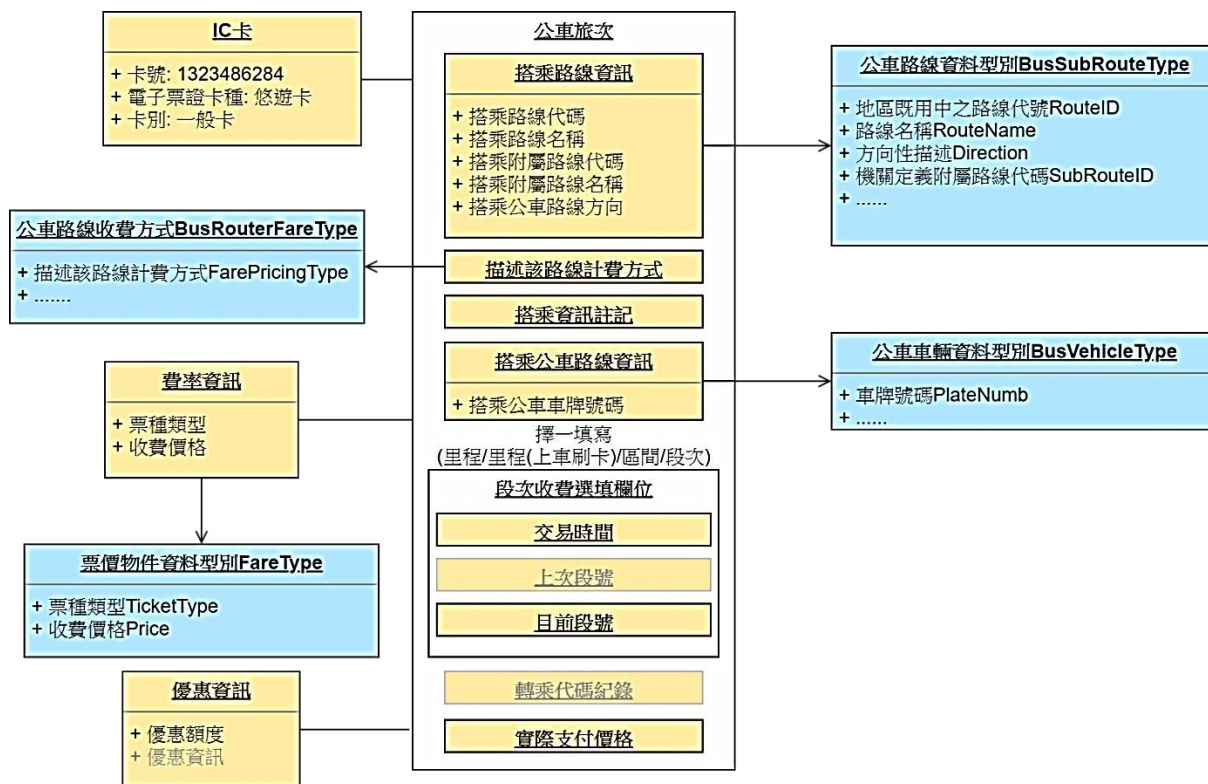 IC卡
+ 卡號: 1323486284
+ 電子票證卡種: 悠遊卡
+ 卡別: 一般卡
公車旅次
搭乘路線資訊
+ 搭乘路線代碼
+ 搭乘路線名稱
+ 搭乘附屬路線代碼
+ 搭乘附屬路線名稱
+ 搭乘公車路線方向
公車路線資料型別BusSubRouteType
+ 地區既用中之路線代號RouteID
+ 路線名稱RouteName
+ 方向性描述Direction
+ 機關定義附屬路線代碼SubRouteID
+ ......
公車路線收費方式BusRouterFareType
+ 描述該路線計費方式FarePricingType
+ .......
描述該路線計費方式
搭乘資訊註記
搭乘公車路線資訊
+ 搭乘公車車牌號碼
公車車輛資料型別BusVehicleType
+ 車牌號碼PlateNumb
+ ......
費率資訊
+ 票種類型
+ 收費價格
擇一填寫
(里程/里程(上車刷卡)/區間/段次)
段次收費選填欄位
交易時間
上次段號
目前段號
票價物件資料型別FareType
+ 票種類型TicketType
+ 收費價格Price
優惠資訊
+ 優惠額度
+ 優惠資訊
轉乘代碼紀錄
實際支付價格